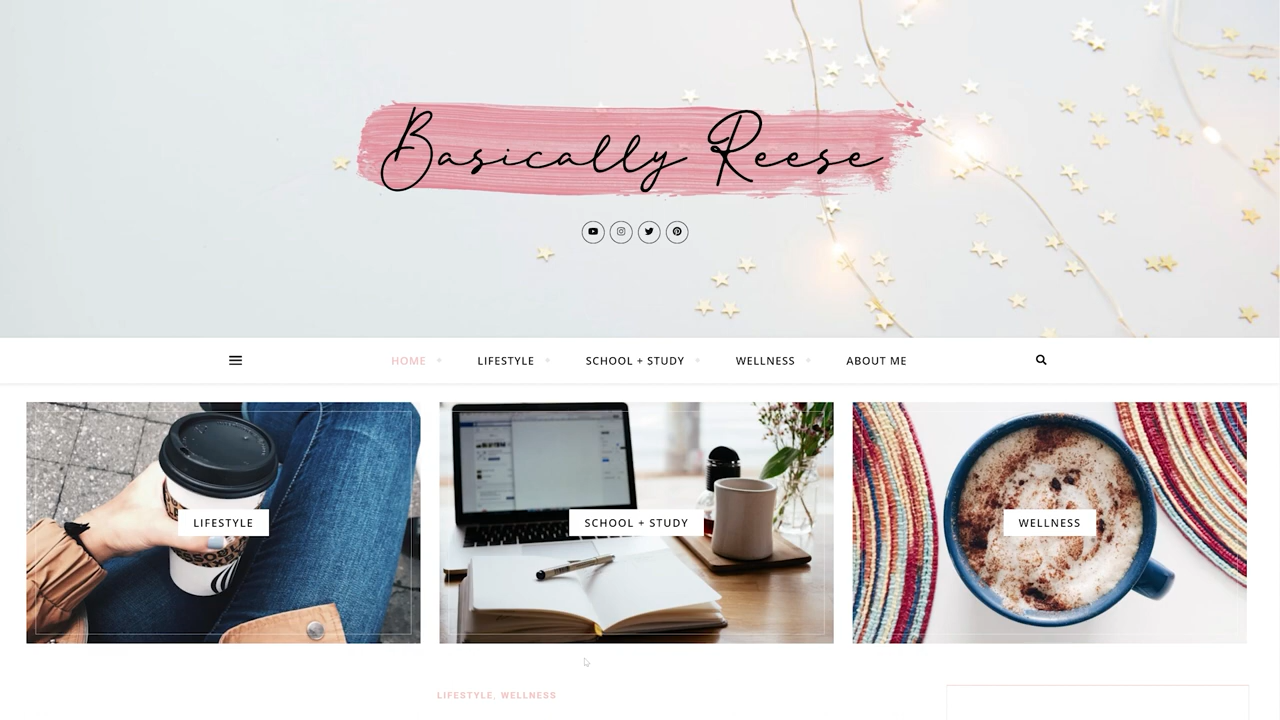 Basically Reese
HOME
LIFESTYLE
SCHOOL + STUDY
WELLNESS
ABOUT ME
LIFESTYLE
SCHOOL + STUDY
WELLNESS
LIFESTYLE, WELLNESS